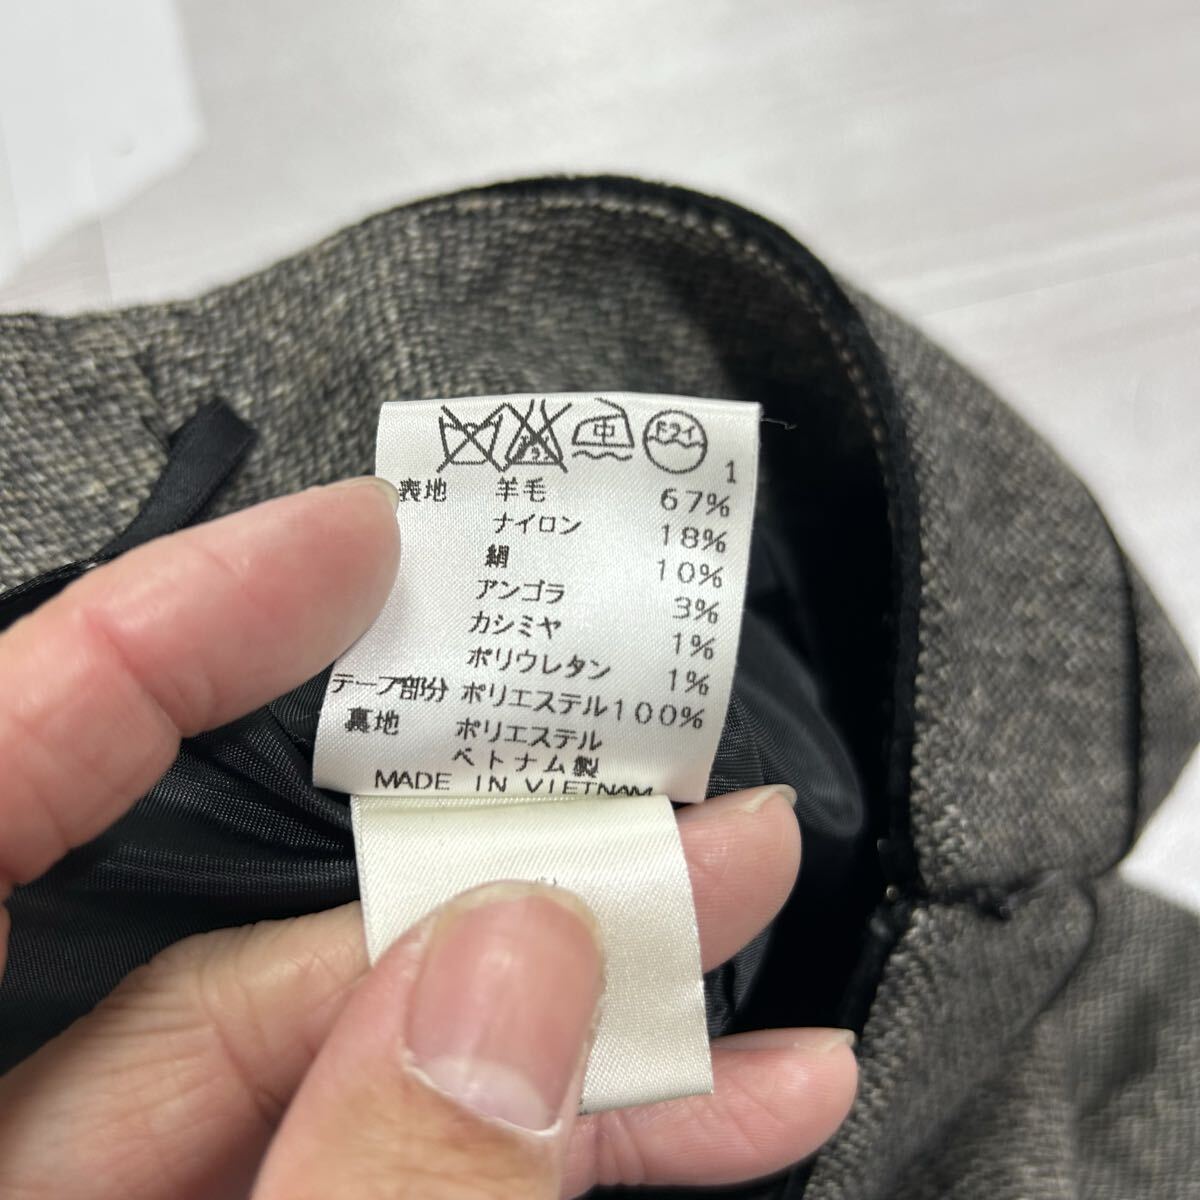 中 ドライ
1
表地 羊毛 67%
ナイロン 18%
絹 10%
アンゴラ 3%
カシミヤ 1%
ポリウレタン 1%
テープ部分 ポリエステル 100%
裏地 ポリエステル
ベトナム製
MADE IN VIETNAM